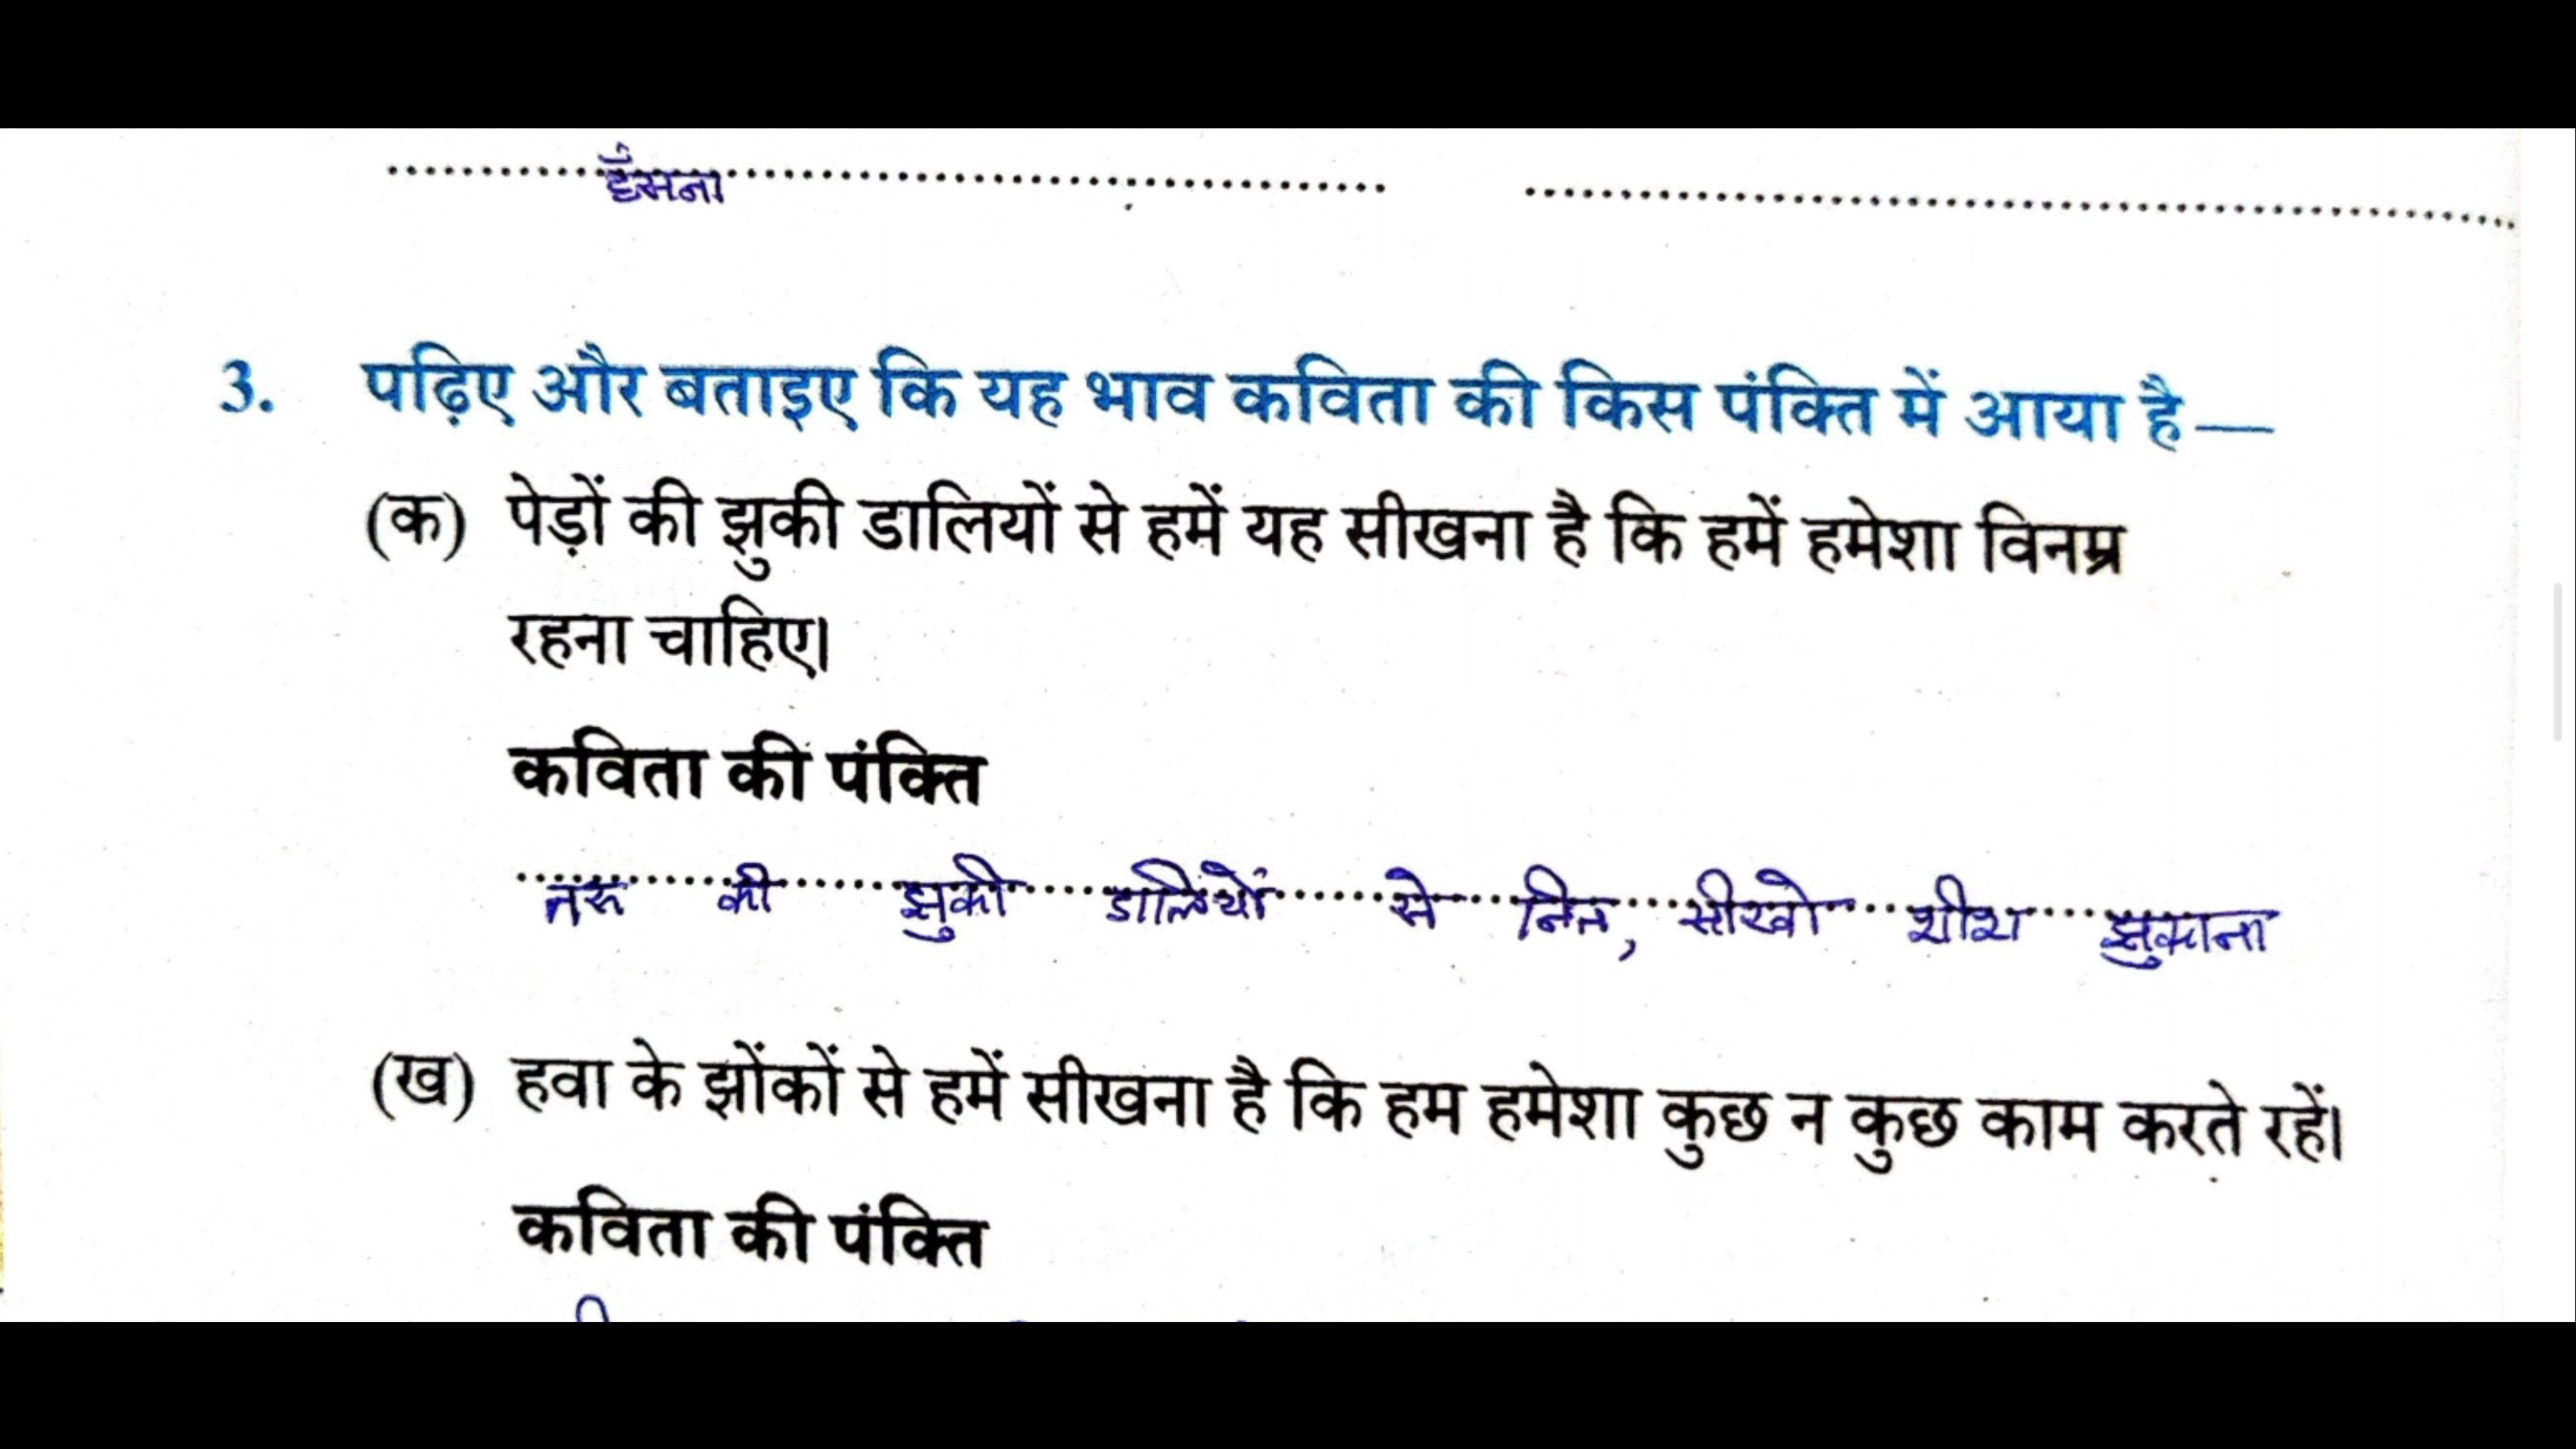 हँसना
3. पढ़िए और बताइए कि यह भाव कविता की किस पंक्ति में आया है—
(क) पेड़ों की झुकी डालियों से हमें यह सीखना है कि हमें हमेशा विनम्र
रहना चाहिए।
कविता की पंक्ति
तरु की झुकी डालियों से नित, सीखो शीश झुकाना
(ख) हवा के झोंकों से हमें सीखना है कि हम हमेशा कुछ न कुछ काम करते रहें।
कविता की पंक्ति